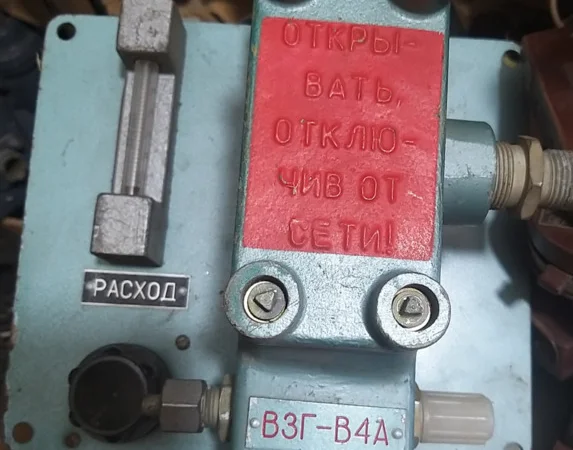 ОТКРЫ-
ВАТЬ,
ОТКЛЮ-
ЧИВ ОТ
СЕТИ!
РАСХОД
ВЗГ-В4А